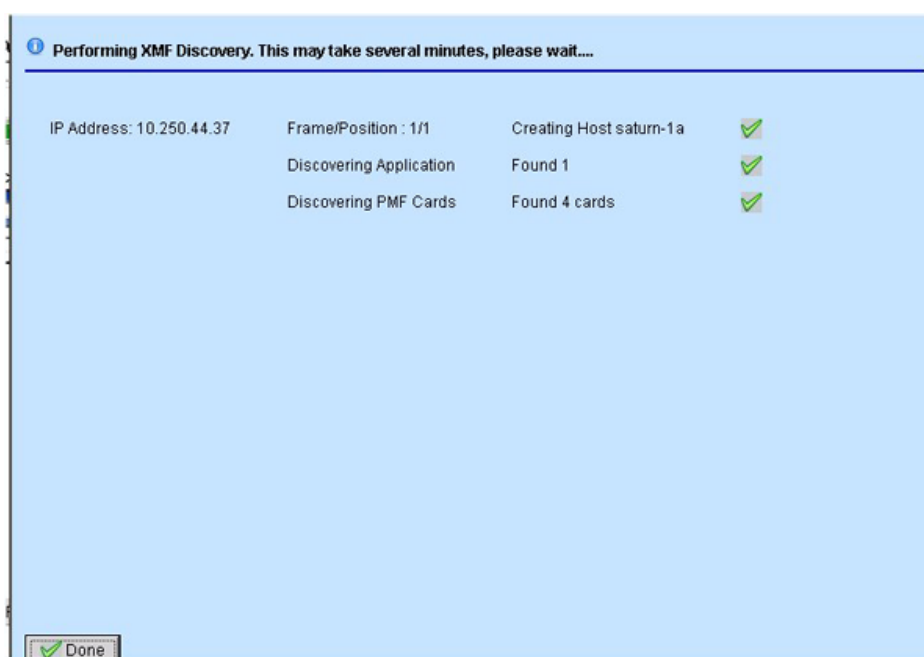 Performing XMF Discovery. This may take several minutes, please wait....
IP Address: 10.250.44.37 Frame/Position : 1/1 Creating Host saturn-1a
Discovering Application Found 1
Discovering PMF Cards Found 4 cards
Done